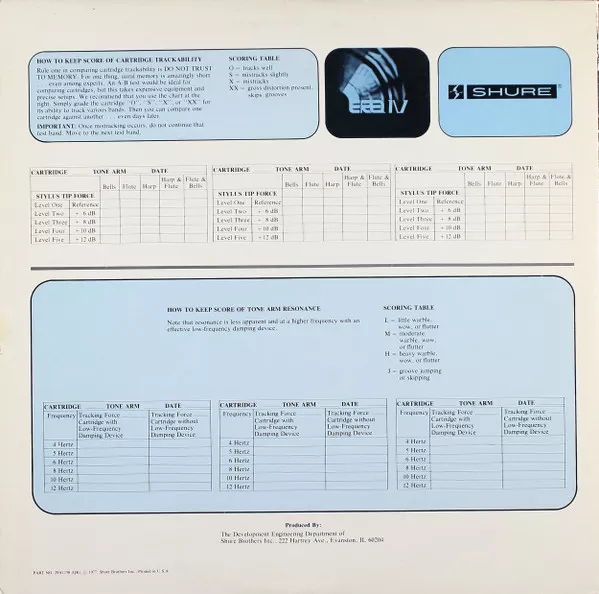 HOW TO KEEP SCORE OF CARTRIDGE TRACKABILITY
Rule one in comparing cartridge trackability is DO NOT TRUST
TO MEMORY. For one thing, aural memory is amazingly short
. . . even among experts. An A-B test would be ideal for
comparing cartridges, but this takes expensive equipment and
precise setups. We recommend that you use the chart at the
right. Simply grade the cartridge "O", "S", "X", or "XX" for
its ability to track various bands. Then you can compare one
cartridge against another . . . even days later.
IMPORTANT: Once mistracking occurs, do not continue that
test band. Move to the next test band.
SCORING TABLE
O – tracks well
S – mistracks slightly
X – mistracks
XX – gross distortion present,
skips grooves
era IV
SHURE
CARTRIDGE TONE ARM DATE
Bells Flute Harp Harp & Flute Flute & Bells
STYLUS TIP FORCE
Level One Reference
Level Two + 6 dB
Level Three + 8 dB
Level Four + 10 dB
Level Five + 12 dB
CARTRIDGE TONE ARM DATE
Bells Flute Harp Harp & Flute Flute & Bells
STYLUS TIP FORCE
Level One Reference
Level Two + 6 dB
Level Three + 8 dB
Level Four + 10 dB
Level Five + 12 dB
CARTRIDGE TONE ARM DATE
Bells Flute Harp Harp & Flute Flute & Bells
STYLUS TIP FORCE
Level One Reference
Level Two + 6 dB
Level Three + 8 dB
Level Four + 10 dB
Level Five + 12 dB
HOW TO KEEP SCORE OF TONE ARM RESONANCE
Note that resonance is less apparent and at a higher frequency with an
effective low-frequency damping device.
SCORING TABLE
L – little warble,
wow, or flutter
M – moderate
warble, wow,
or flutter
H – heavy warble,
wow, or flutter
J – groove jumping
or skipping
CARTRIDGE TONE ARM DATE
Frequency Tracking Force Tracking Force
Cartridge with Cartridge without
Low-Frequency Low-Frequency
Damping Device Damping Device
4 Hertz
5 Hertz
6 Hertz
8 Hertz
10 Hertz
12 Hertz
CARTRIDGE TONE ARM DATE
Frequency Tracking Force Tracking Force
Cartridge with Cartridge without
Low-Frequency Low-Frequency
Damping Device Damping Device
4 Hertz
5 Hertz
6 Hertz
8 Hertz
10 Hertz
12 Hertz
CARTRIDGE TONE ARM DATE
Frequency Tracking Force Tracking Force
Cartridge with Cartridge without
Low-Frequency Low-Frequency
Damping Device Damping Device
4 Hertz
5 Hertz
6 Hertz
8 Hertz
10 Hertz
12 Hertz
Produced By:
The Development Engineering Department of
Shure Brothers Inc., 222 Hartrey Ave., Evanston, IL 60204
PART NO. Shure Brothers Inc. Printed in U.S.A.